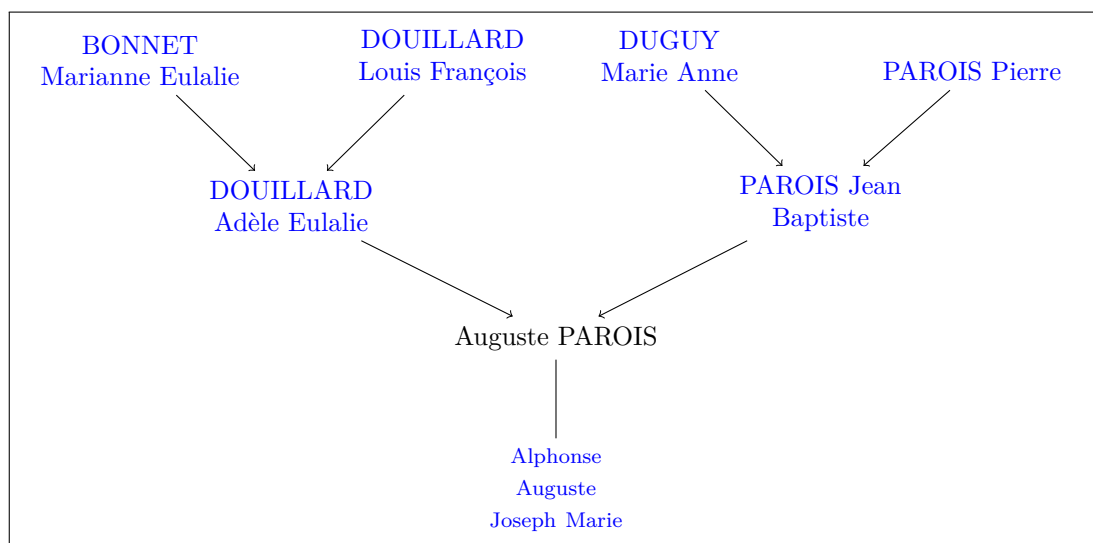 BONNET
Marianne Eulalie
DOUILLARD
Louis François
DUGUY
Marie Anne
PAROIS Pierre
DOUILLARD
Adèle Eulalie
PAROIS Jean
Baptiste
Auguste PAROIS
Alphonse
Auguste
Joseph Marie